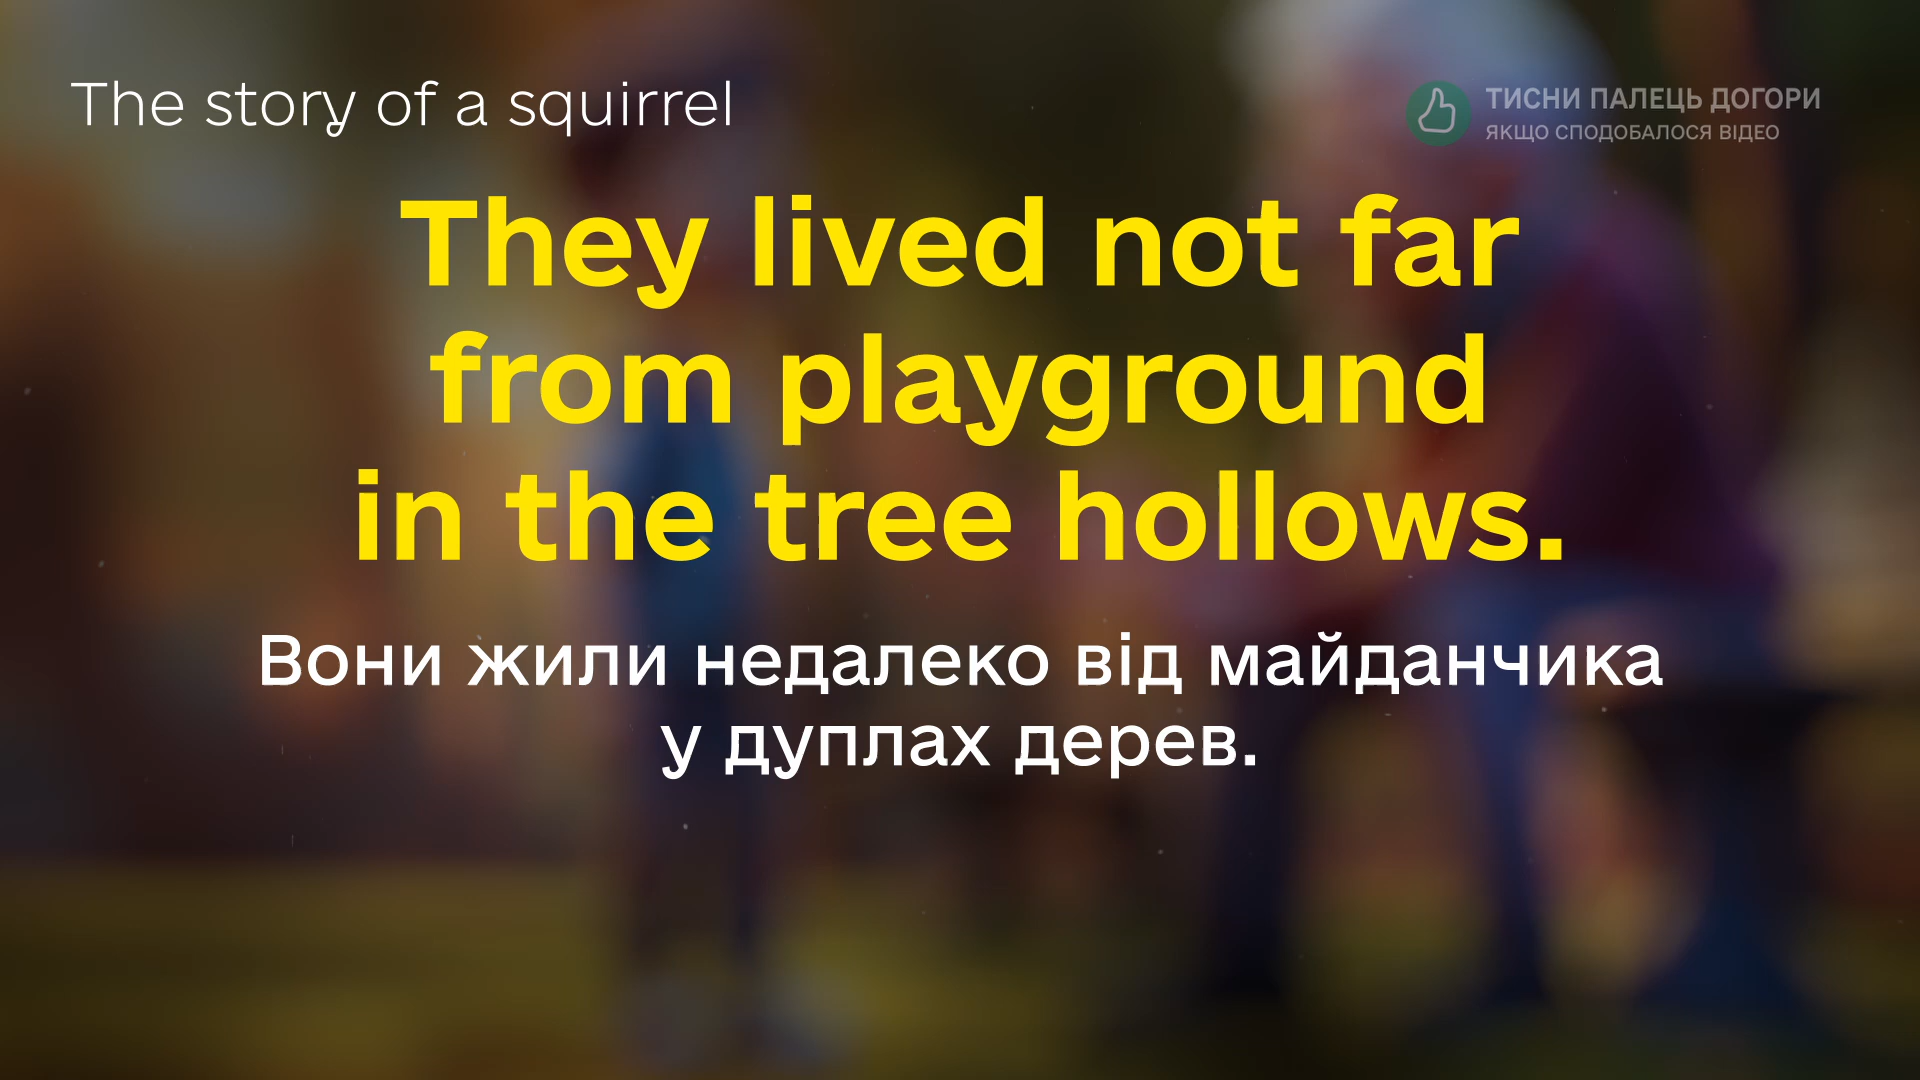 The story of a squirrel
ТИСНИ ПАЛЕЦЬ ДОГОРИ
ЯКЩО СПОДОБАЛОСЯ ВІДЕО
They lived not far
from playground
in the tree hollows.
Вони жили недалеко від майданчика
у дуплах дерев.